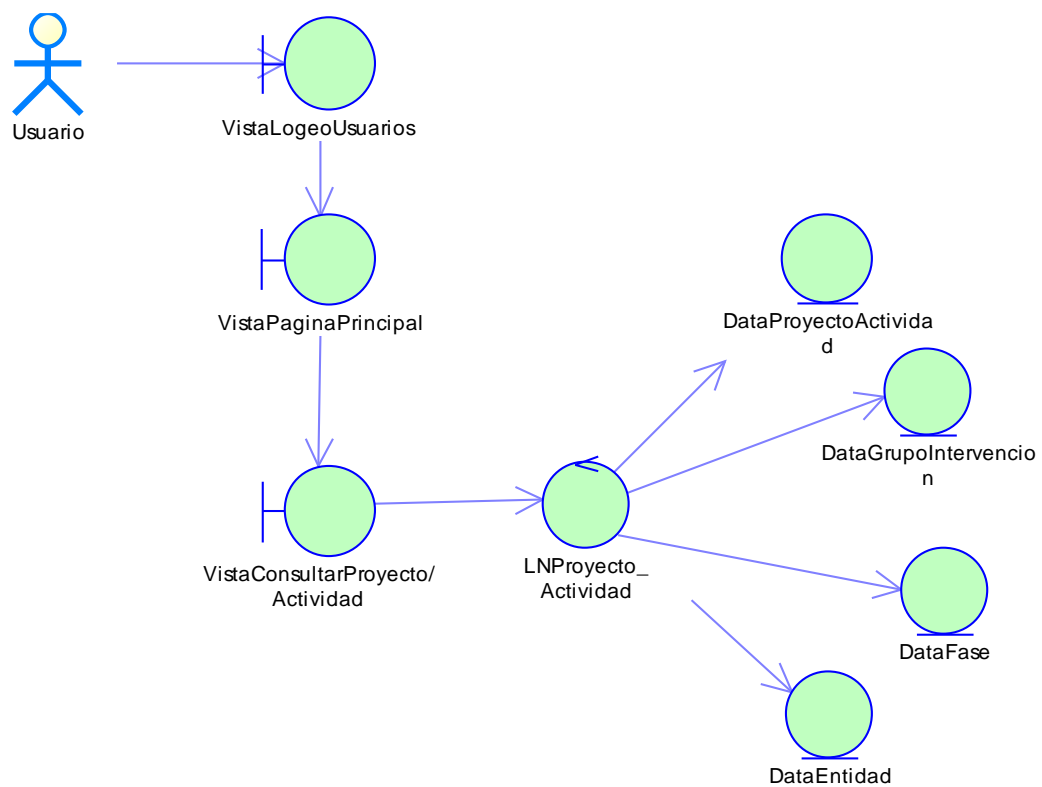 Usuario
VistaLogeoUsuarios
VistaPaginaPrincipal
DataProyectoActivida
d
DataGrupoIntervencio
n
VistaConsultarProyecto/
Actividad
LNProyecto_
Actividad
DataFase
DataEntidad